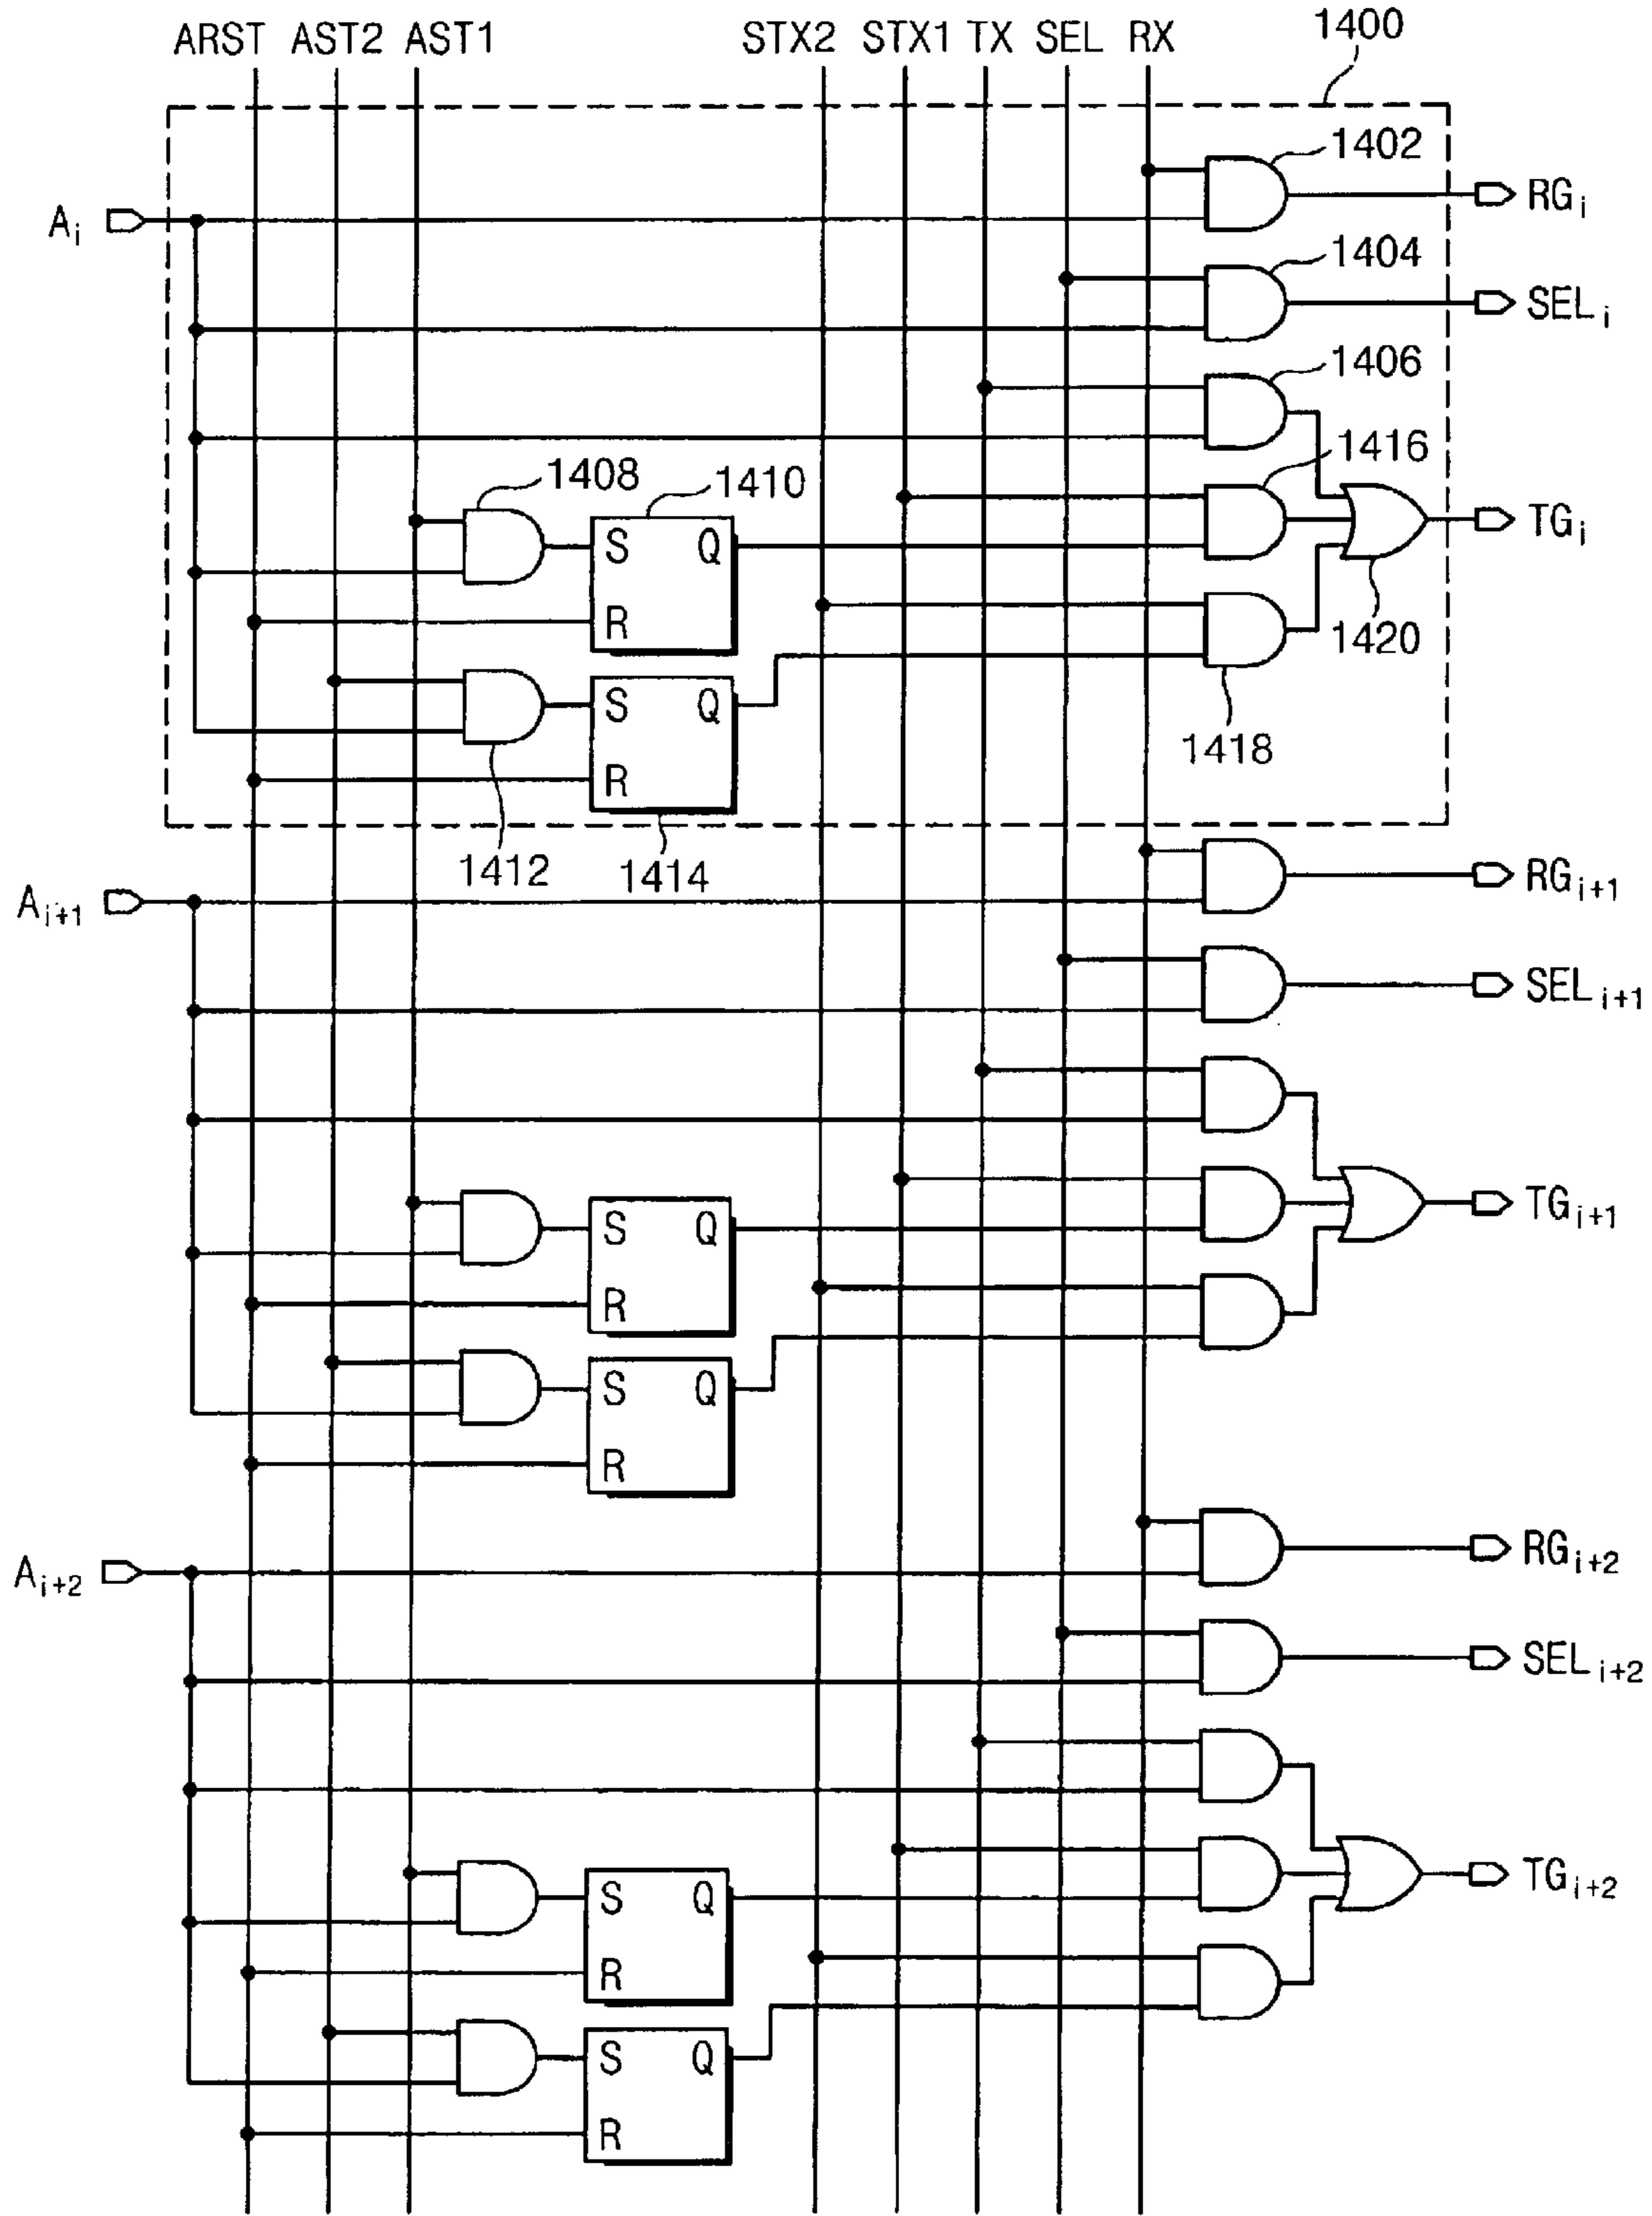 ARST AST2 AST1 STX2 STX1 TX SEL RX 1400
1402
A_i RG_i
1404
SEL_i
1406
1416
1408 1410
S Q TG_i
R 1420
S Q 1418
R
1412 1414
A_i+1 RG_i+1
SEL_i+1
TG_i+1
S Q
R
S Q
R
A_i+2 RG_i+2
SEL_i+2
TG_i+2
S Q
R
S Q
R